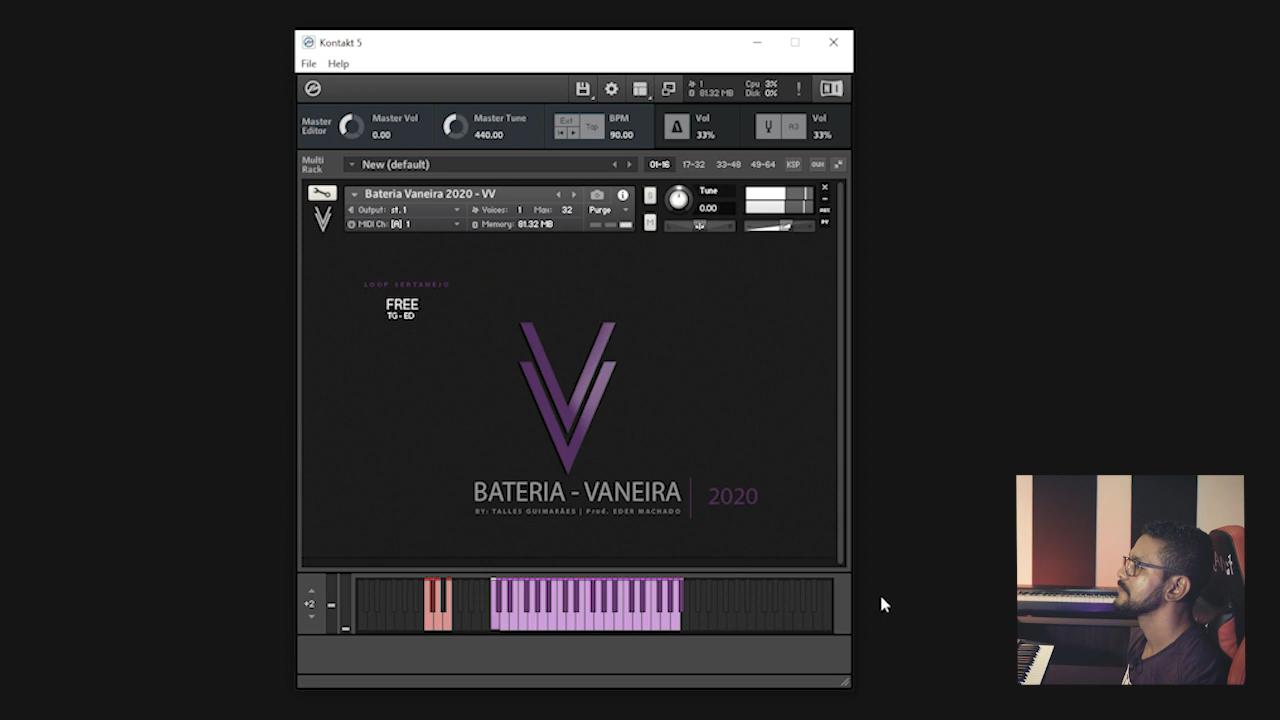 Kontakt 5
File Help
1
81.32 MB
Cpu 3%
Disk 0%
!
Master Editor
Master Vol
0.00
Master Tune
440.00
Ext
Tap
BPM
90.00
Vol
33%
A3
Vol
33%
Multi Rack
New (default)
01-16 17-32 33-48 49-64 KSP
Bateria Vaneira 2020 - VV
Output: st.1
Voices: 1 Max: 32
Purge
MIDI Ch: [A] 1
Memory: 81.32 MB
S
M
Tune
0.00
LOOP SERTANEJO
FREE
TG - ED
BATERIA - VANEIRA | 2020
BY: TALLES GUIMARÃES | Prod. EDER MACHADO
+2